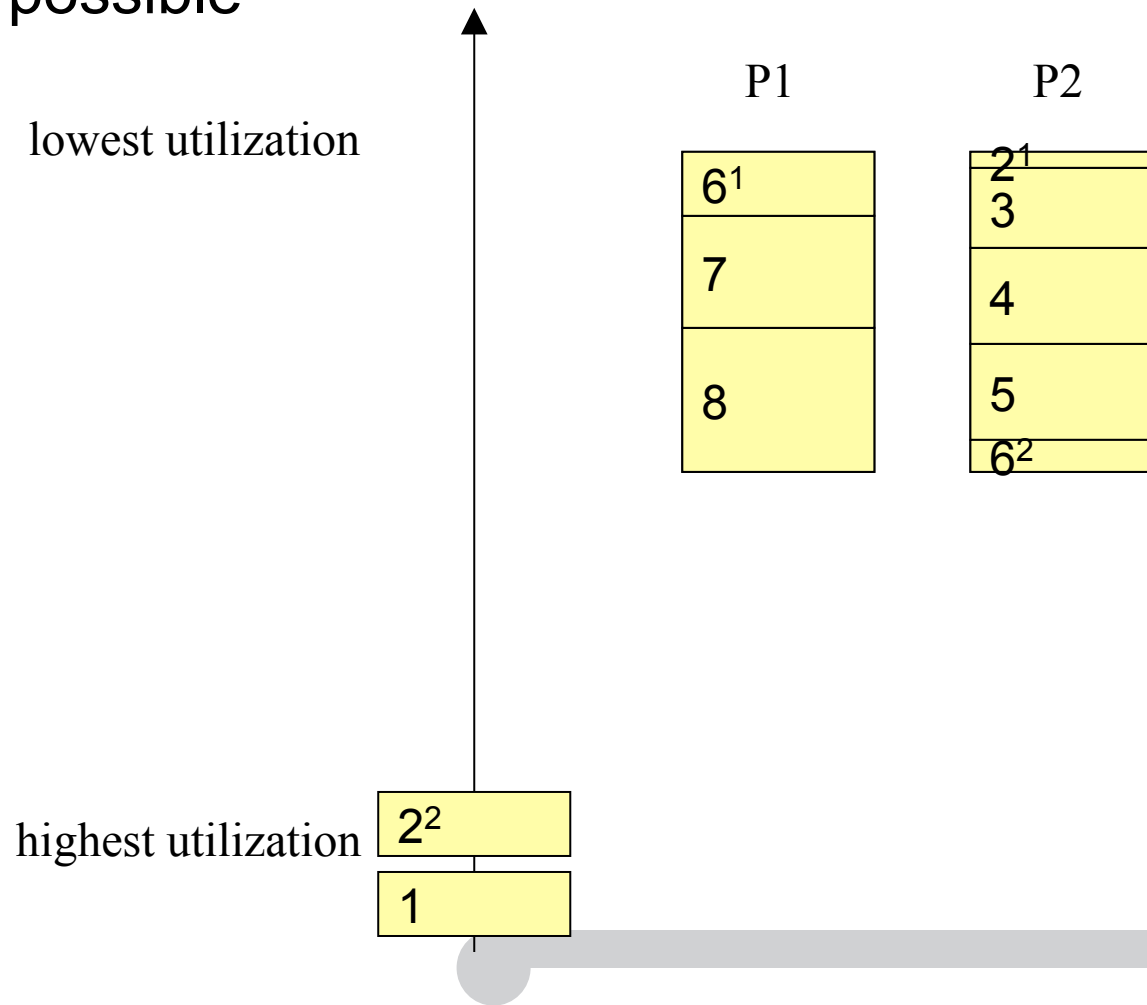 possible
P1 P2
lowest utilization
6¹ 2¹
3
7
4
8 5
6²
highest utilization 2²
1